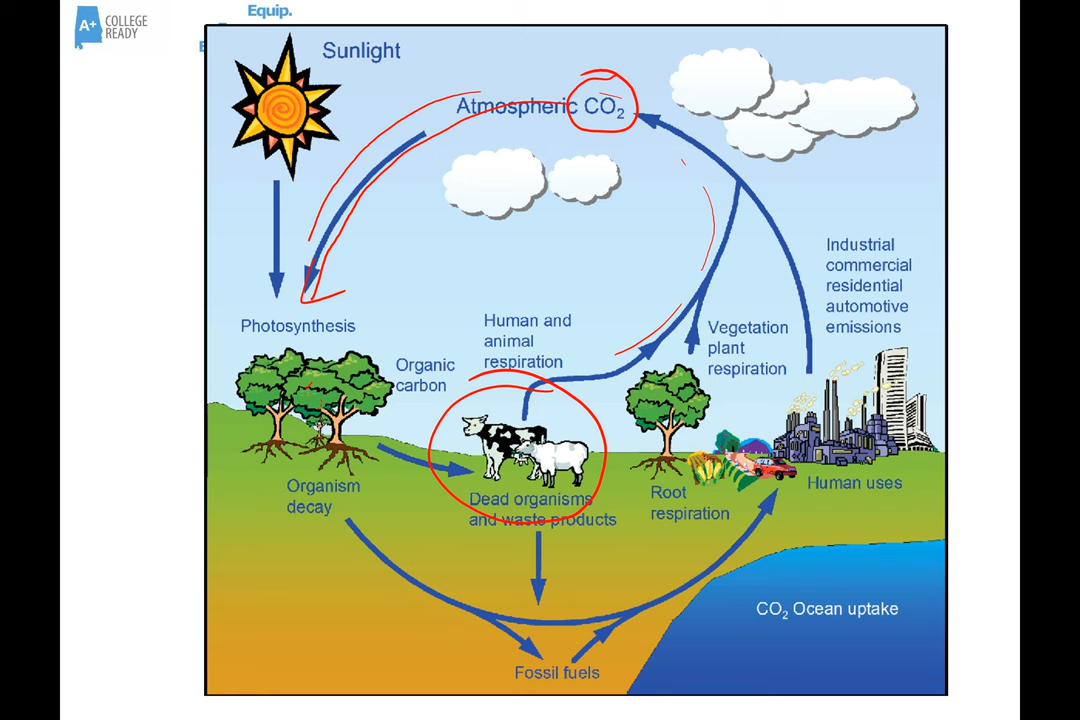 A+
COLLEGE
READY
Equip.
Sunlight
Atmospheric CO₂
Industrial
commercial
residential
automotive
emissions
Photosynthesis
Human and
animal
respiration
Vegetation
plant
respiration
Organic
carbon
Organism
decay
Dead organisms
and waste products
Root
respiration
Human uses
CO₂ Ocean uptake
Fossil fuels